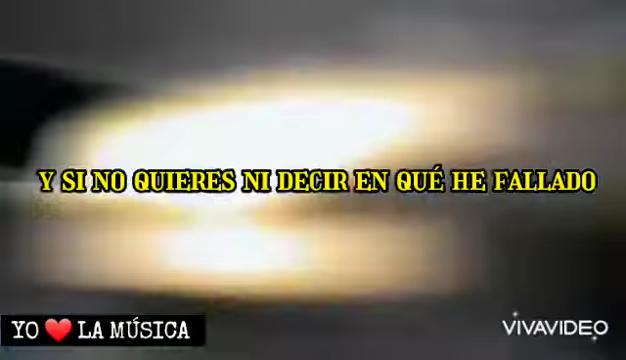 Y SI NO QUIERES NI DECIR EN QUÉ HE FALLADO
YO ❤️ LA MÚSICA
VIVAVIDEO